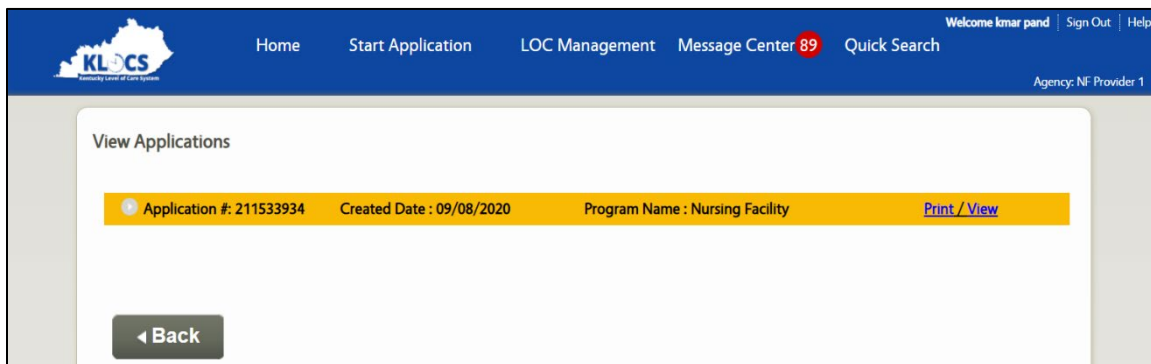 Welcome kmar pand Sign Out Help
KLOCS
Kentucky Level of Care System
Home Start Application LOC Management Message Center 89 Quick Search
Agency: NF Provider 1
View Applications
Application #: 211533934 Created Date : 09/08/2020 Program Name : Nursing Facility Print / View
Back